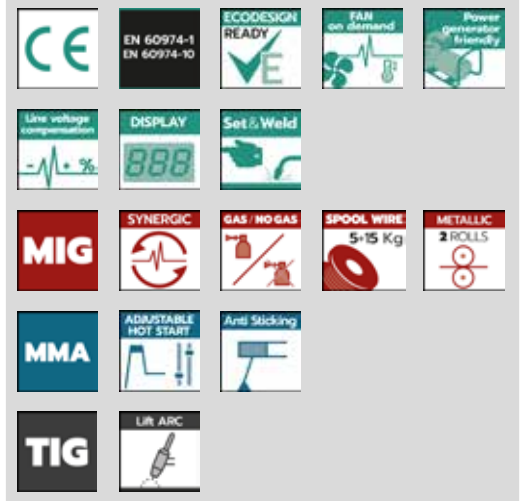 CE
EN 60974-1
EN 60974-10
ECODESIGN
READY
E
FAN
on demand
Power
generator
friendly
Line voltage
compensation
- + %
DISPLAY
888
Set & Weld
MIG
SYNERGIC
GAS / NO GAS
SPOOL WIRE
5÷15 Kg
METALLIC
2 ROLLS
MMA
ADJUSTABLE
HOT START
Anti Sticking
TIG
Lift ARC